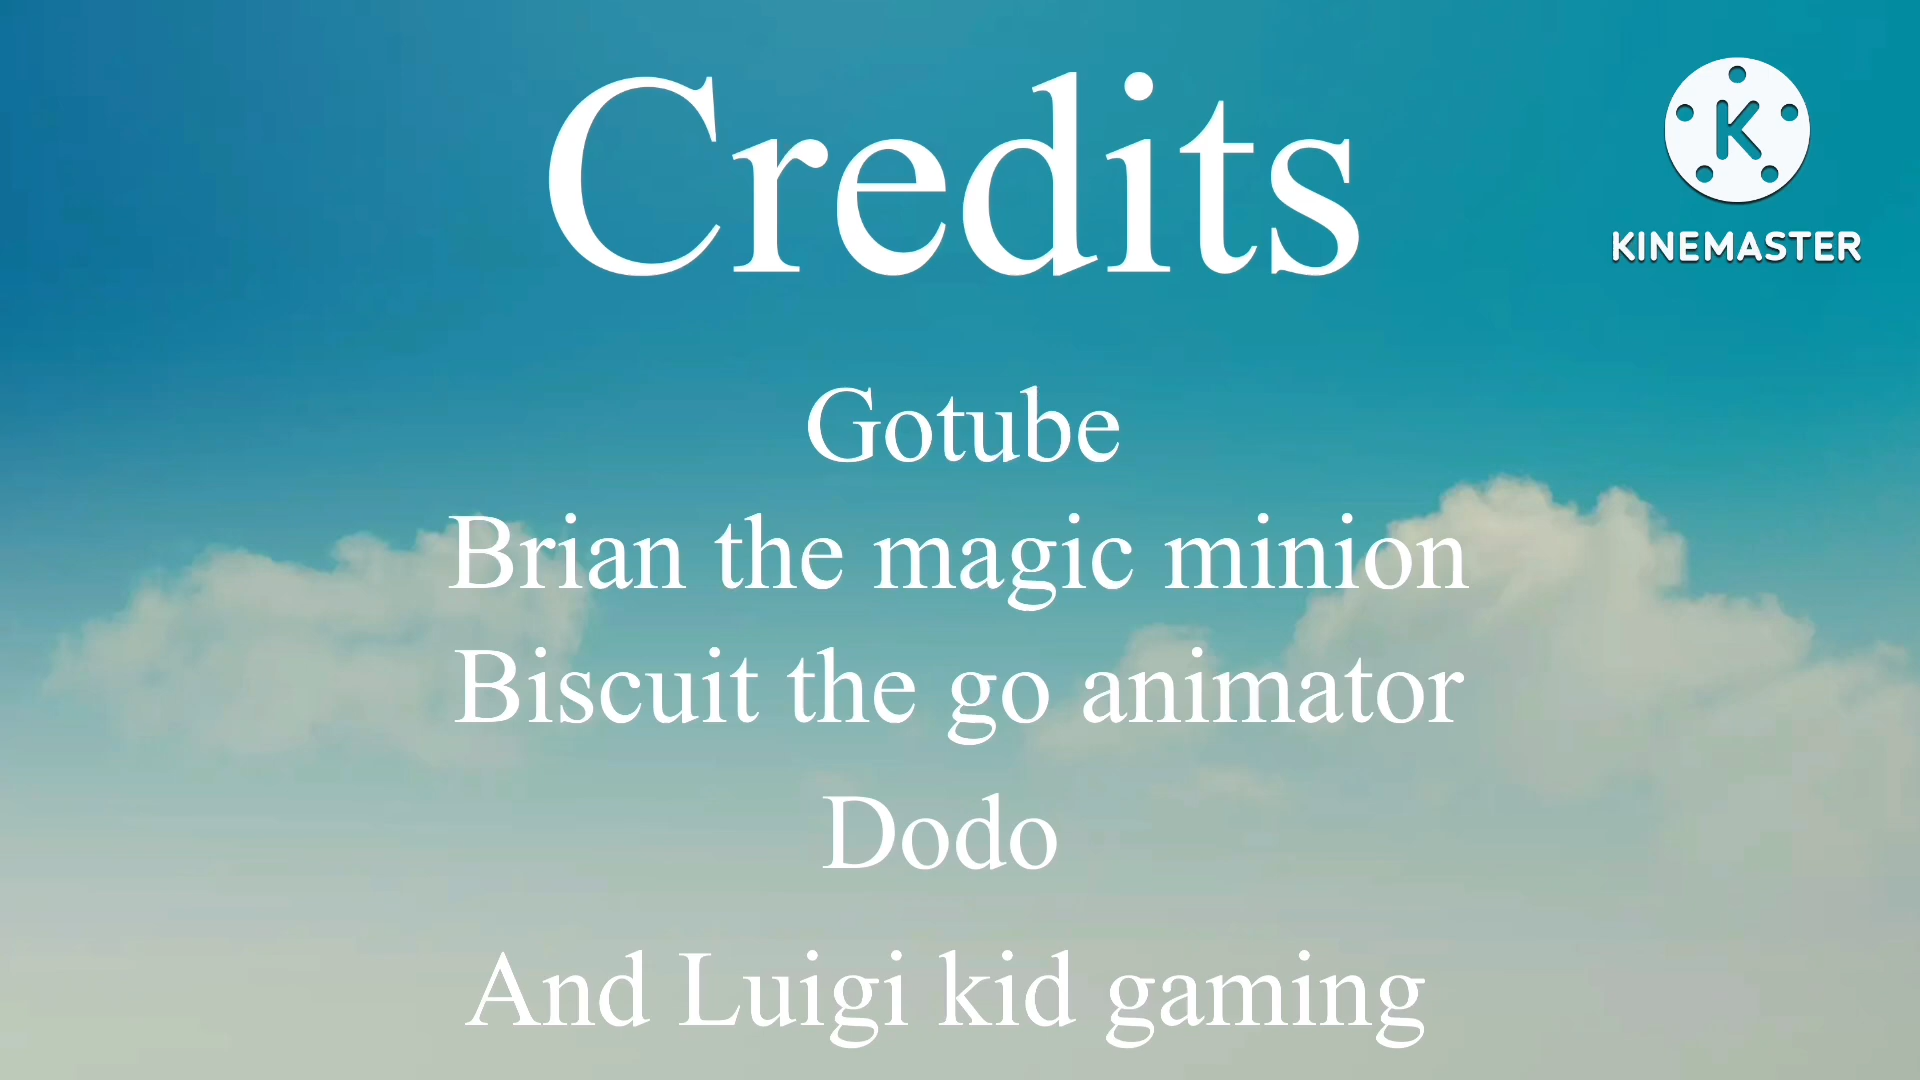 Credits
K
KINEMASTER
Gotube
Brian the magic minion
Biscuit the go animator
Dodo
And Luigi kid gaming